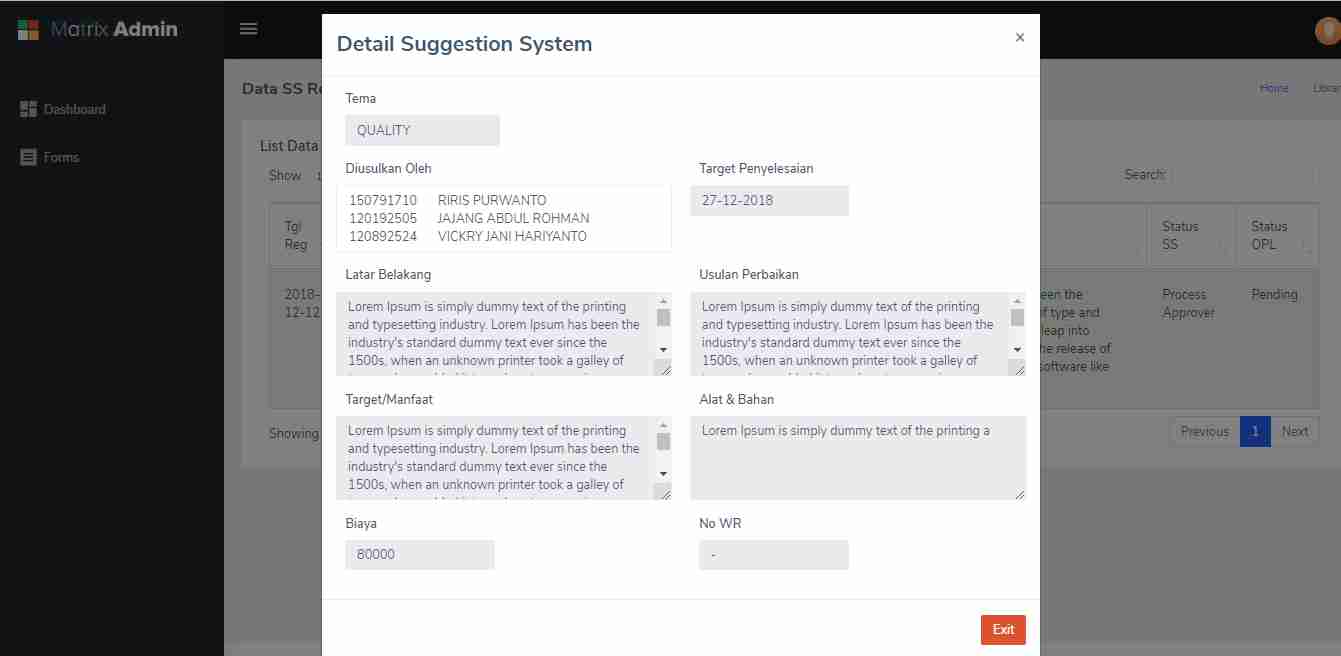 Matrix Admin
Dashboard
Forms
Data SS Re
Home
Librar
List Data
Show 1
Search:
Tgl
Reg
Status
SS
Status
OPL
2018-
12-12
een the
f type and
leap into
he release of
software like
Process
Approver
Pending
Showing
Previous 1 Next
Detail Suggestion System
×
Tema
QUALITY
Diusulkan Oleh
150791710 RIRIS PURWANTO
120192505 JAJANG ABDUL ROHMAN
120892524 VICKRY JANI HARIYANTO
Target Penyelesaian
27-12-2018
Latar Belakang
Lorem Ipsum is simply dummy text of the printing
and typesetting industry. Lorem Ipsum has been the
industry's standard dummy text ever since the
1500s, when an unknown printer took a galley of
Usulan Perbaikan
Lorem Ipsum is simply dummy text of the printing
and typesetting industry. Lorem Ipsum has been the
industry's standard dummy text ever since the
1500s, when an unknown printer took a galley of
Target/Manfaat
Lorem Ipsum is simply dummy text of the printing
and typesetting industry. Lorem Ipsum has been the
industry's standard dummy text ever since the
1500s, when an unknown printer took a galley of
Alat & Bahan
Lorem Ipsum is simply dummy text of the printing a
Biaya
80000
No WR
-
Exit